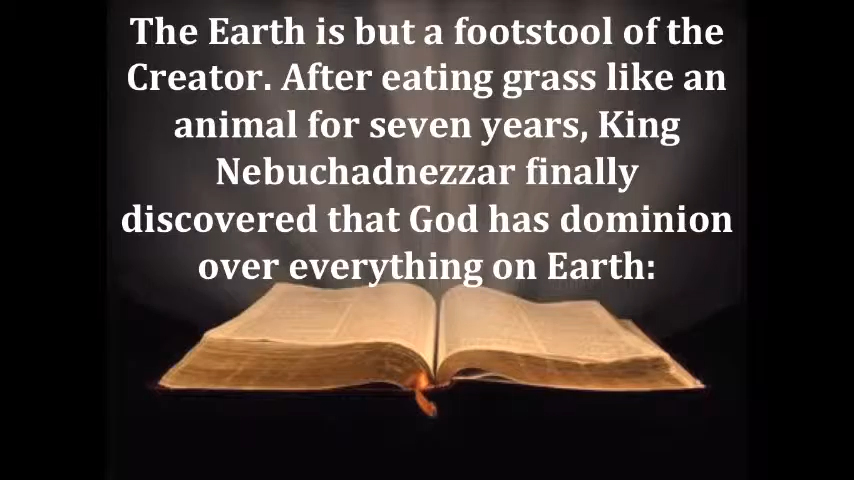 The Earth is but a footstool of the
Creator. After eating grass like an
animal for seven years, King
Nebuchadnezzar finally
discovered that God has dominion
over everything on Earth: